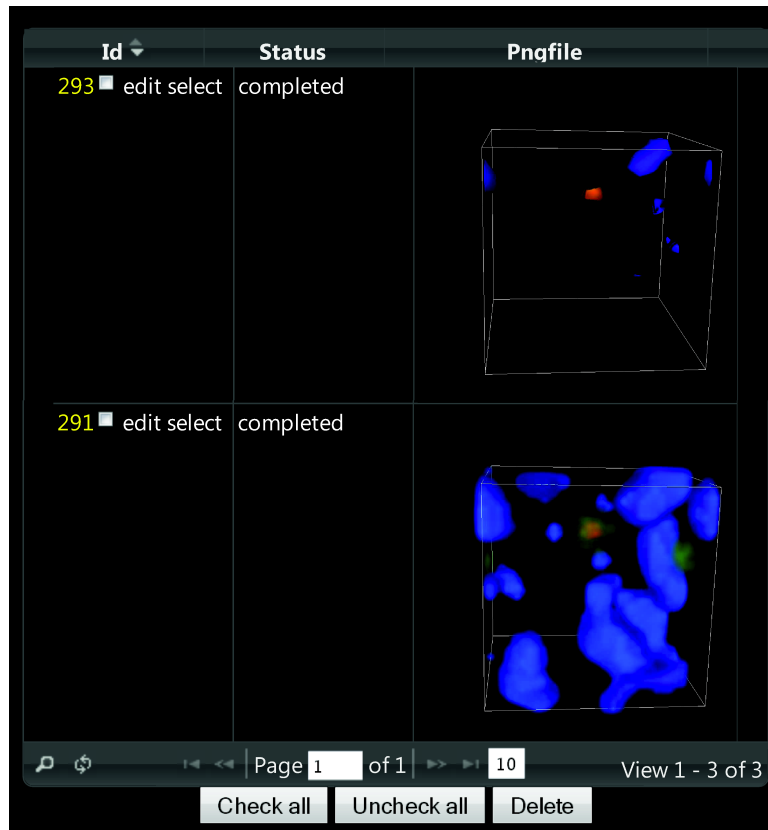 Id Status Pngfile
293 edit select completed
291 edit select completed
Page 1 of 1 10 View 1 - 3 of 3
Check all Uncheck all Delete